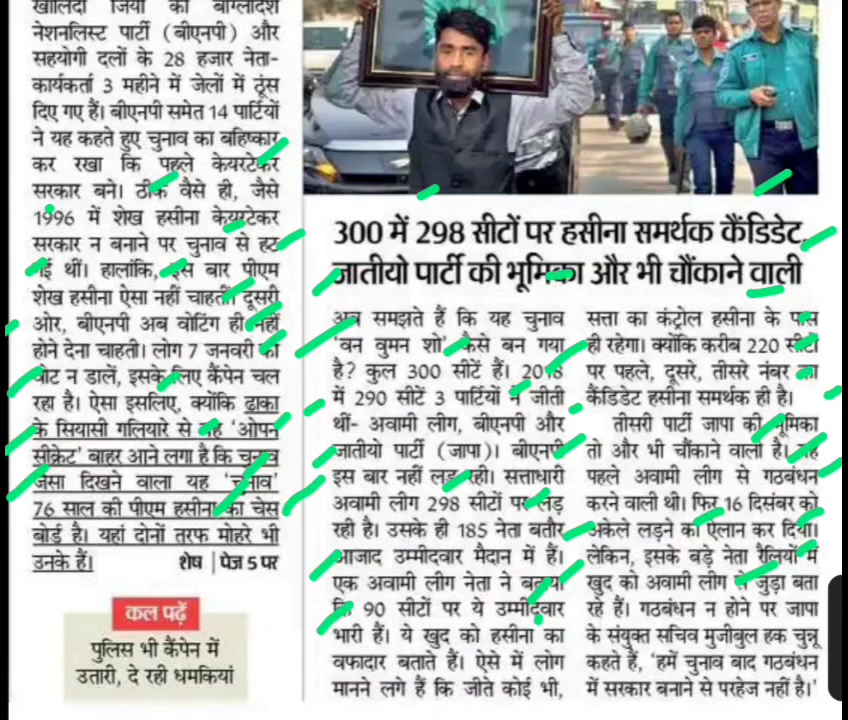 खालिदा जिया की बांग्लादेश
नेशनलिस्ट पार्टी (बीएनपी) और
सहयोगी दलों के 28 हजार नेता-
कार्यकर्ता 3 महीने में जेलों में ठूंस
दिए गए हैं। बीएनपी समेत 14 पार्टियों
ने यह कहते हुए चुनाव का बहिष्कार
कर रखा कि पहले केयरटेकर
सरकार बने। ठीक वैसे ही, जैसे
1996 में शेख हसीना केयरटेकर
सरकार न बनाने पर चुनाव से हट
गई थीं। हालांकि, इस बार पीएम
शेख हसीना ऐसा नहीं चाहतीं। दूसरी
ओर, बीएनपी अब वोटिंग ही नहीं
होने देना चाहती। लोग 7 जनवरी को
वोट न डालें, इसके लिए कैंपेन चल
रहा है। ऐसा इसलिए, क्योंकि ढाका
के सियासी गलियारे से यह 'ओपन
सीक्रेट' बाहर आने लगा है कि चुनाव
जैसा दिखने वाला यह 'चुनाव'
76 साल की पीएम हसीना का चेस
बोर्ड है। यहां दोनों तरफ मोहरे भी
उनके हैं। शेष | पेज 5 पर
कल पढ़ें
पुलिस भी कैंपेन में
उतारी, दे रही धमकियां
300 में 298 सीटों पर हसीना समर्थक कैंडिडेट,
जातीयो पार्टी की भूमिका और भी चौंकाने वाली
अब समझते हैं कि यह चुनाव
'वन वुमन शो' कैसे बन गया
है? कुल 300 सीटें हैं। 2018
में 290 सीटें 3 पार्टियों ने जीती
थीं- अवामी लीग, बीएनपी और
जातीयो पार्टी (जापा)। बीएनपी
इस बार नहीं लड़ रही। सत्ताधारी
अवामी लीग 298 सीटों पर लड़
रही है। उसके ही 185 नेता बतौर
आजाद उम्मीदवार मैदान में हैं।
एक अवामी लीग नेता ने बताया
कि 90 सीटों पर ये उम्मीदवार
भारी हैं। ये खुद को हसीना का
वफादार बताते हैं। ऐसे में लोग
मानने लगे हैं कि जीते कोई भी,
सत्ता का कंट्रोल हसीना के पास
ही रहेगा। क्योंकि करीब 220 सीटों
पर पहले, दूसरे, तीसरे नंबर का
कैंडिडेट हसीना समर्थक ही है।
तीसरी पार्टी जापा की भूमिका
तो और भी चौंकाने वाली है। यह
पहले अवामी लीग से गठबंधन
करने वाली थी। फिर 16 दिसंबर को
अकेले लड़ने का ऐलान कर दिया।
लेकिन, इसके बड़े नेता रैलियों में
खुद को अवामी लीग से जुड़ा बता
रहे हैं। गठबंधन न होने पर जापा
के संयुक्त सचिव मुजीबुल हक चुन्नू
कहते हैं, 'हमें चुनाव बाद गठबंधन
में सरकार बनाने से परहेज नहीं है।'